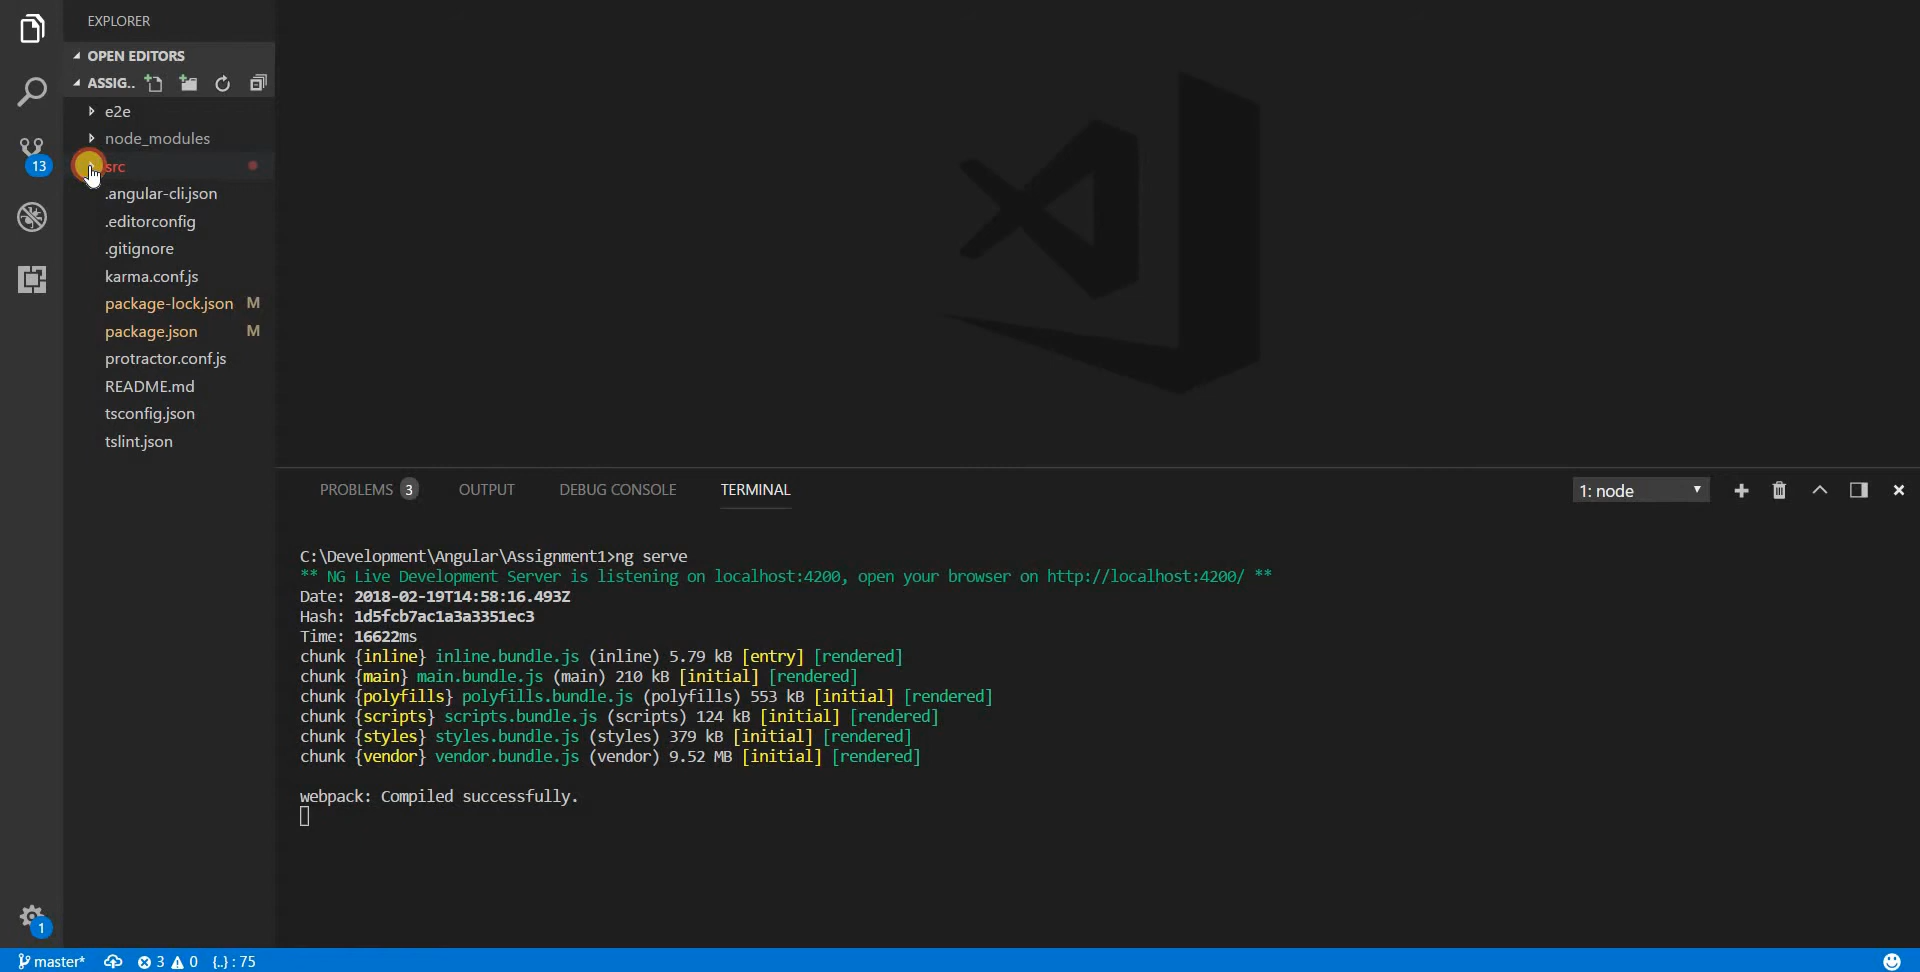 EXPLORER
OPEN EDITORS
ASSIG..
e2e
node_modules
13
src
.angular-cli.json
.editorconfig
.gitignore
karma.conf.js
package-lock.json M
package.json M
protractor.conf.js
README.md
tsconfig.json
tslint.json
PROBLEMS 3 OUTPUT DEBUG CONSOLE TERMINAL 1: node
C:\Development\Angular\Assignment1>ng serve
** NG Live Development Server is listening on localhost:4200, open your browser on http://localhost:4200/ **
Date: 2018-02-19T14:58:16.493Z
Hash: 1d5fcb7ac1a3a3351ec3
Time: 16622ms
chunk {inline} inline.bundle.js (inline) 5.79 kB [entry] [rendered]
chunk {main} main.bundle.js (main) 210 kB [initial] [rendered]
chunk {polyfills} polyfills.bundle.js (polyfills) 553 kB [initial] [rendered]
chunk {scripts} scripts.bundle.js (scripts) 124 kB [initial] [rendered]
chunk {styles} styles.bundle.js (styles) 379 kB [initial] [rendered]
chunk {vendor} vendor.bundle.js (vendor) 9.52 MB [initial] [rendered]
webpack: Compiled successfully.
1
master* 3 0 {..} : 75